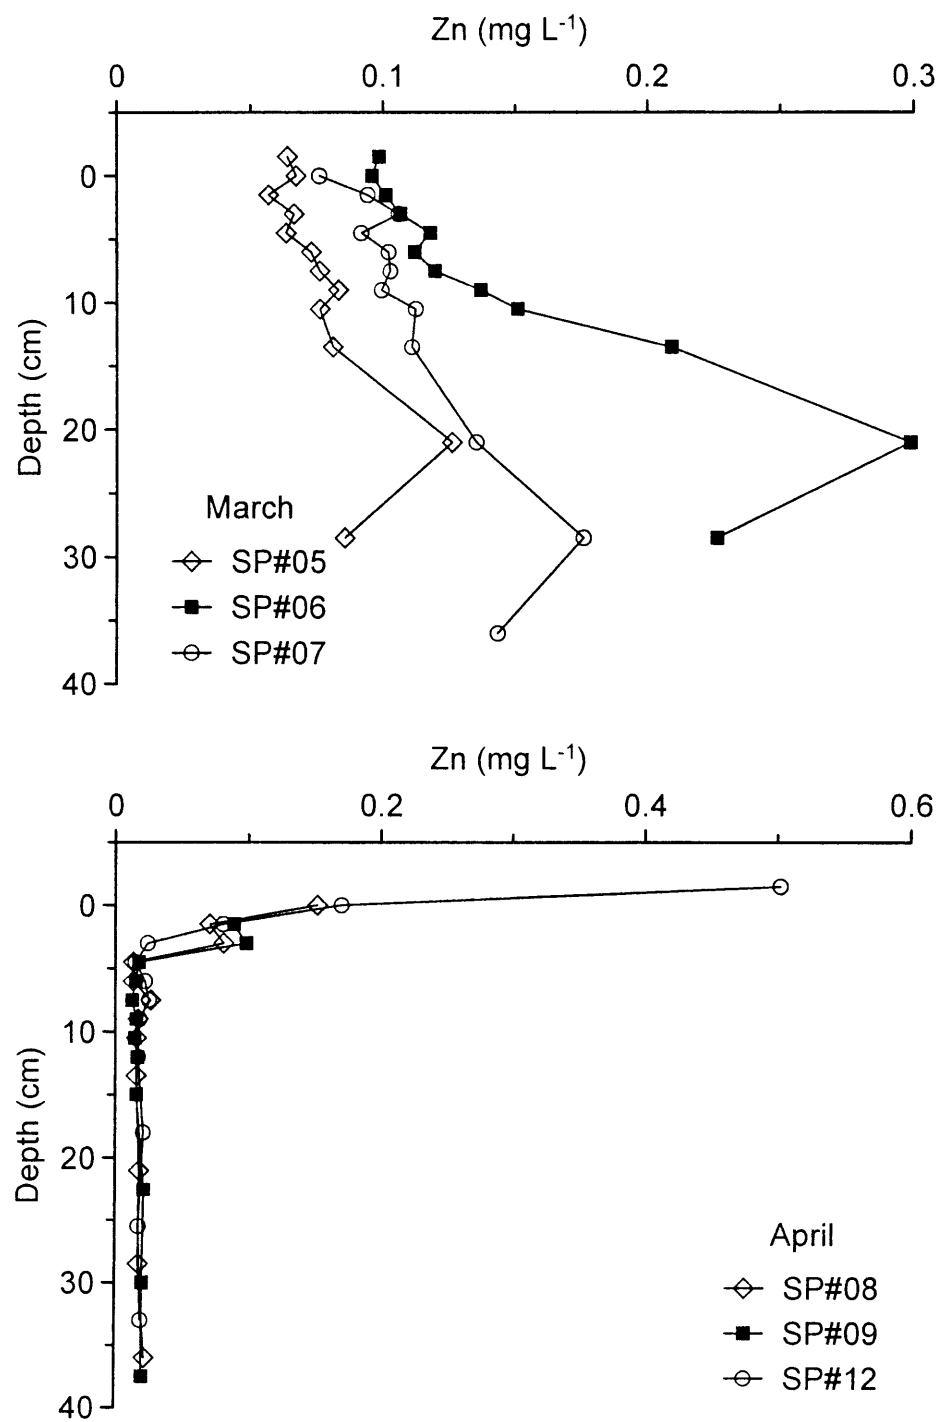 Zn (mg L-1)
0 0.1 0.2 0.3
0
10
20
30
40
Depth (cm)
March
SP#05
SP#06
SP#07
Zn (mg L-1)
0 0.2 0.4 0.6
0
10
20
30
40
Depth (cm)
April
SP#08
SP#09
SP#12